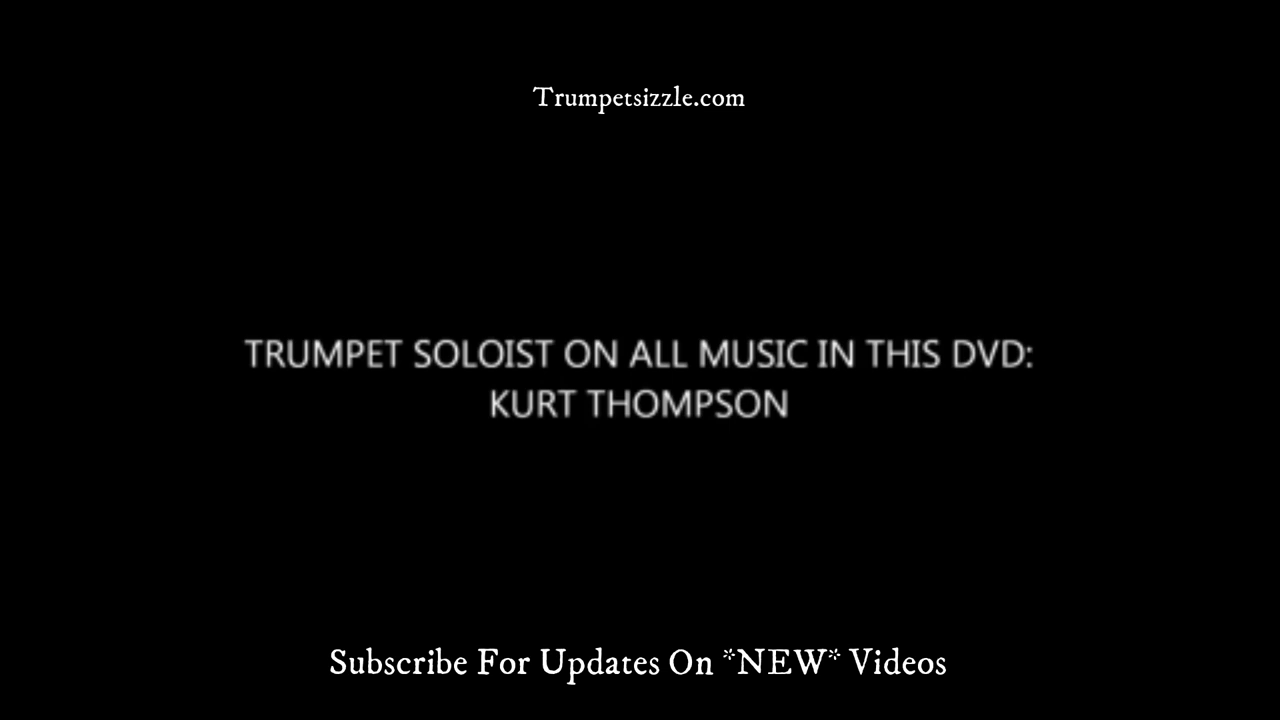 Trumpetsizzle.com
TRUMPET SOLOIST ON ALL MUSIC IN THIS DVD:
KURT THOMPSON
Subscribe For Updates On *NEW* Videos